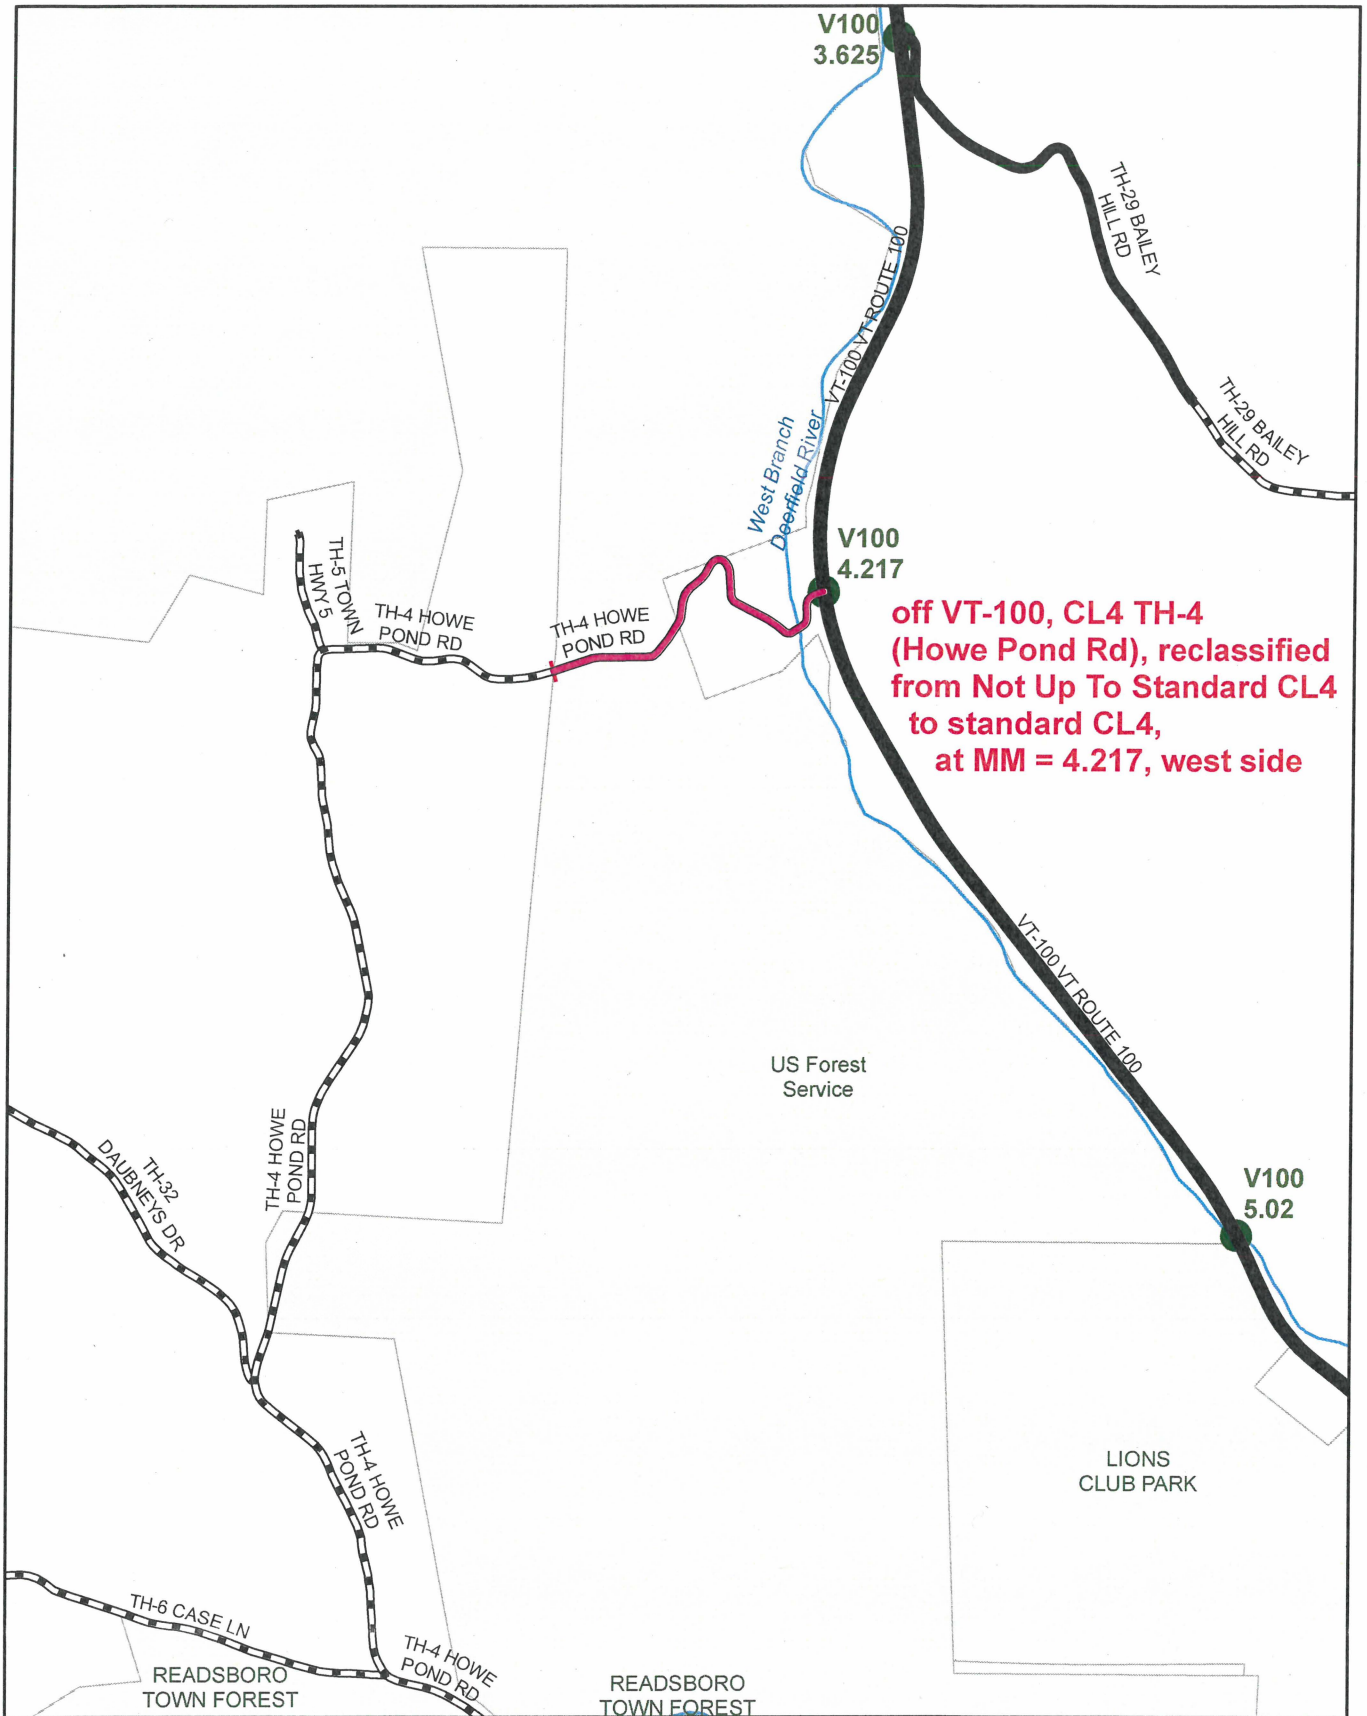 V100
3.625
TH-29 BAILEY
HILL RD
VT-100 VT ROUTE 100
TH-29 BAILEY
HILL RD
West Branch
Deerfield River
V100
4.217
TH-5 TOWN
HWY 5
TH-4 HOWE
POND RD
TH-4 HOWE
POND RD
off VT-100, CL4 TH-4
(Howe Pond Rd), reclassified
from Not Up To Standard CL4
to standard CL4,
at MM = 4.217, west side
VT-100 VT ROUTE 100
US Forest
Service
TH-4 HOWE
POND RD
TH-32
DAUBNEYS DR
V100
5.02
TH-4 HOWE
POND RD
LIONS
CLUB PARK
TH-6 CASE LN
TH-4 HOWE
POND RD
READSBORO
TOWN FOREST
READSBORO
TOWN FOREST